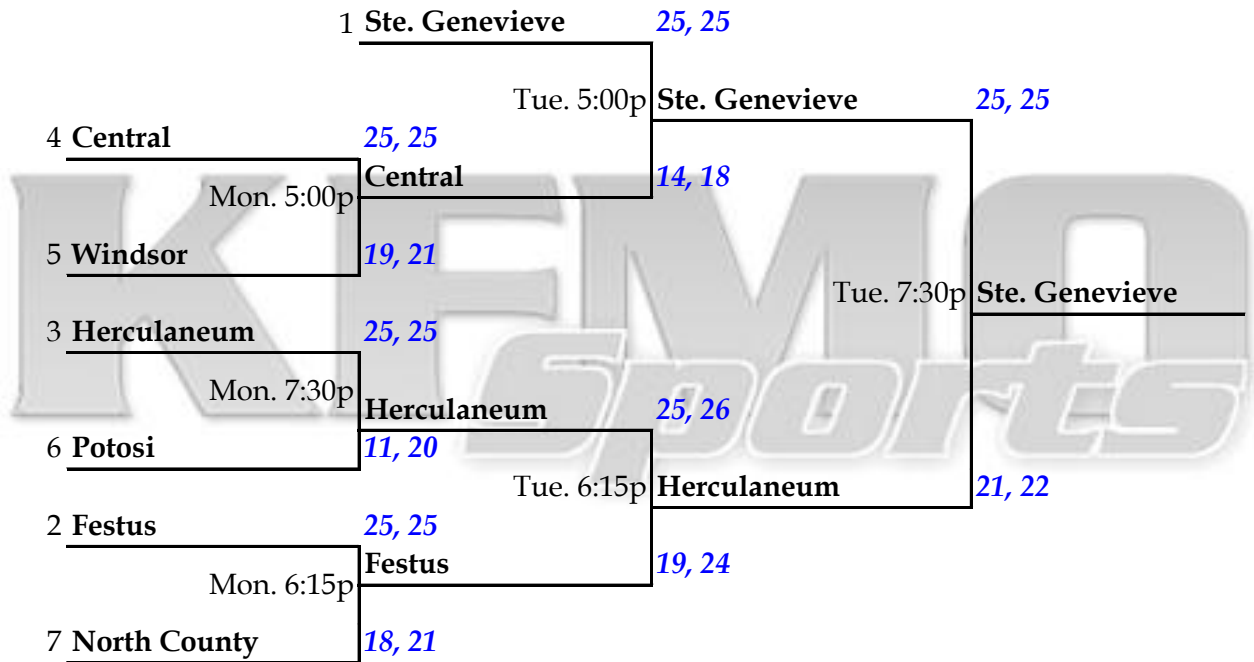 1 Ste. Genevieve 25, 25
Tue. 5:00p Ste. Genevieve 25, 25
4 Central 25, 25
Mon. 5:00p Central 14, 18
5 Windsor 19, 21
Tue. 7:30p Ste. Genevieve
3 Herculaneum 25, 25
Mon. 7:30p
Herculaneum 25, 26
6 Potosi 11, 20
Tue. 6:15p Herculaneum 21, 22
2 Festus 25, 25
Mon. 6:15p Festus 19, 24
7 North County 18, 21
KFMO
Sports